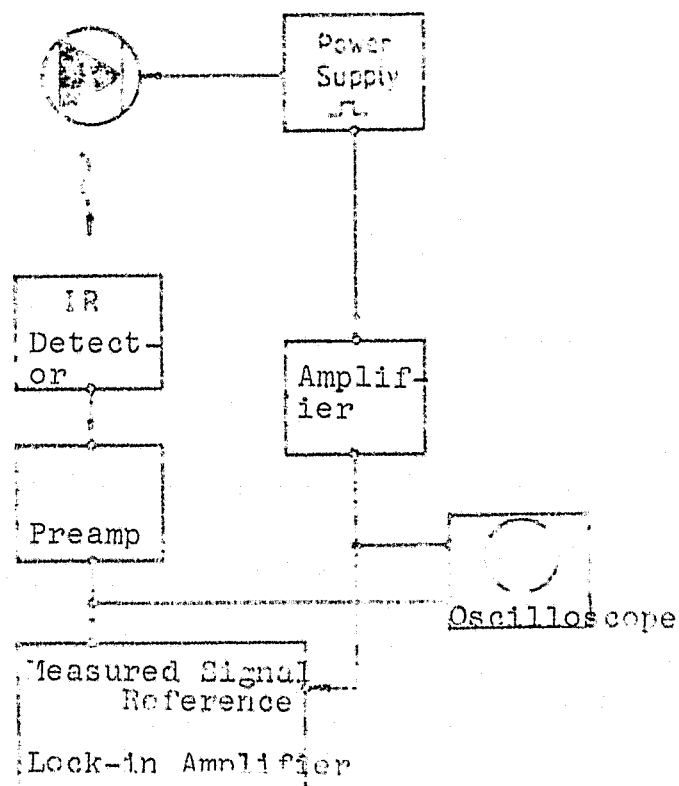 Power
Supply
IR
Detect-
or
Amplif-
ier
Preamp
Oscilloscope
Measured Signal
Reference
Lock-in Amplifier